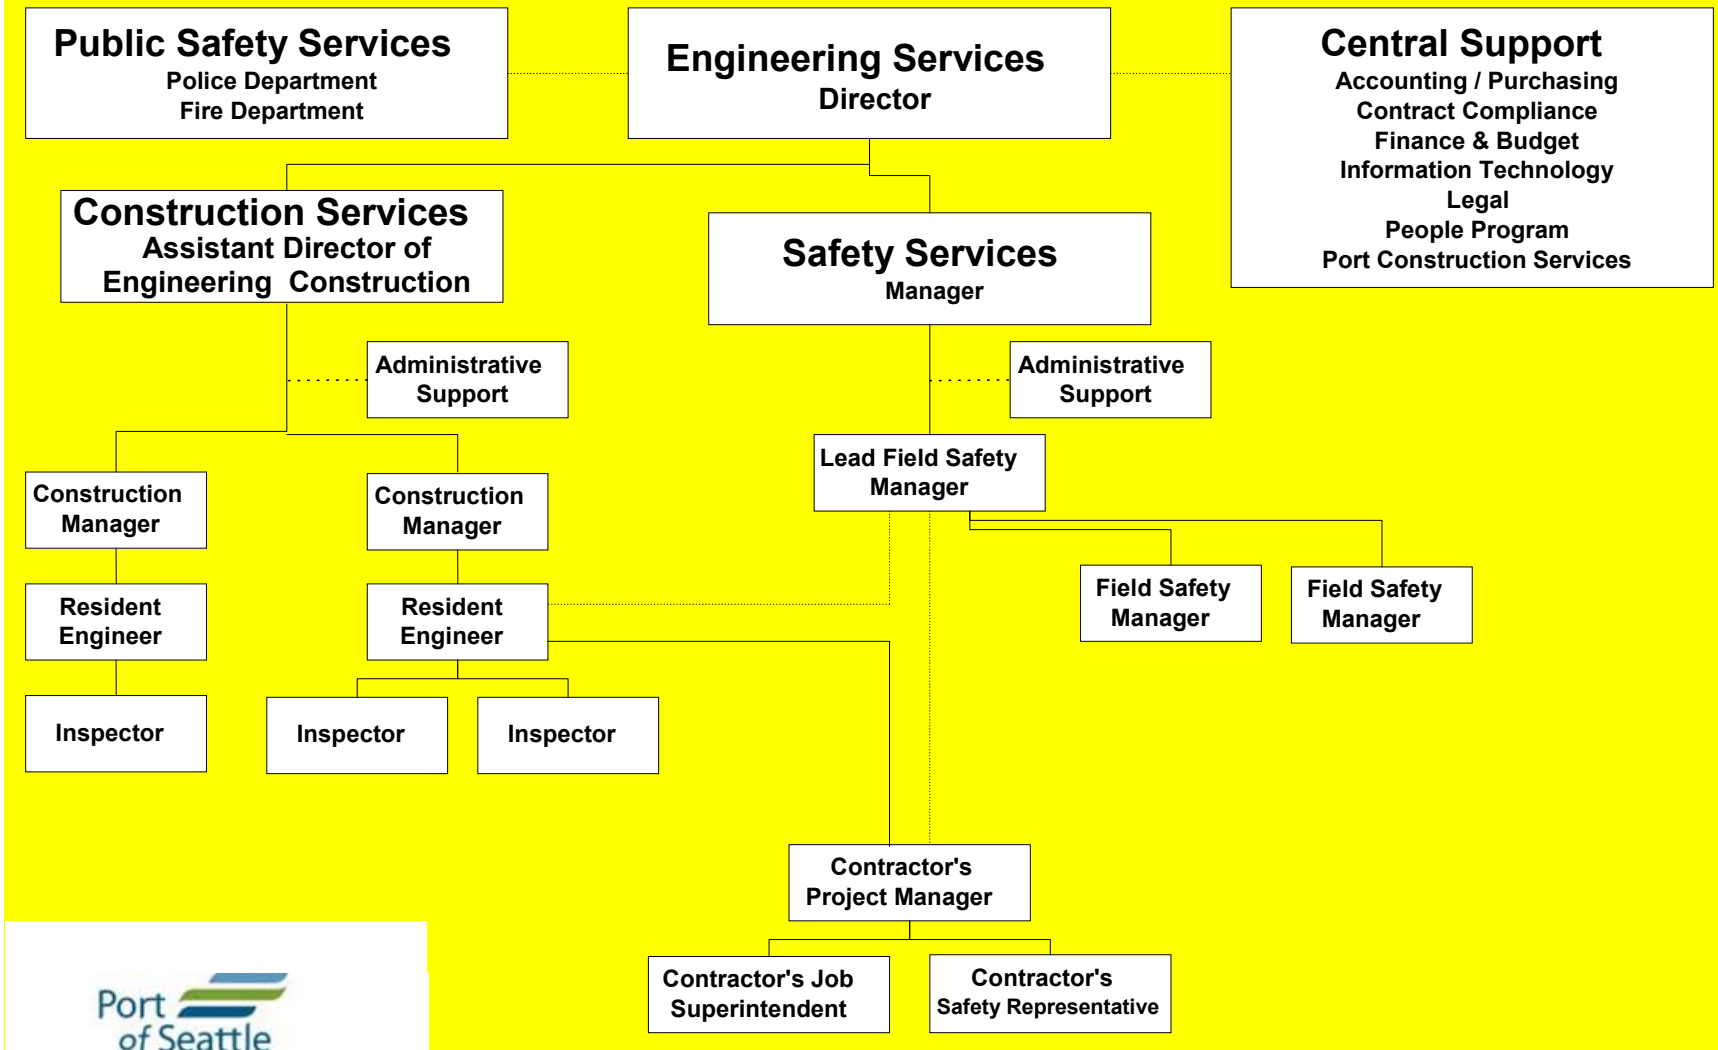 Public Safety Services
Police Department
Fire Department
Engineering Services
Director
Central Support
Accounting / Purchasing
Contract Compliance
Finance & Budget
Information Technology
Legal
People Program
Port Construction Services
Construction Services
Assistant Director of
Engineering Construction
Safety Services
Manager
Administrative
Support
Administrative
Support
Lead Field Safety
Manager
Construction
Manager
Construction
Manager
Field Safety
Manager
Field Safety
Manager
Resident
Engineer
Resident
Engineer
Inspector
Inspector
Inspector
Contractor's
Project Manager
Contractor's Job
Superintendent
Contractor's
Safety Representative
Port
of Seattle